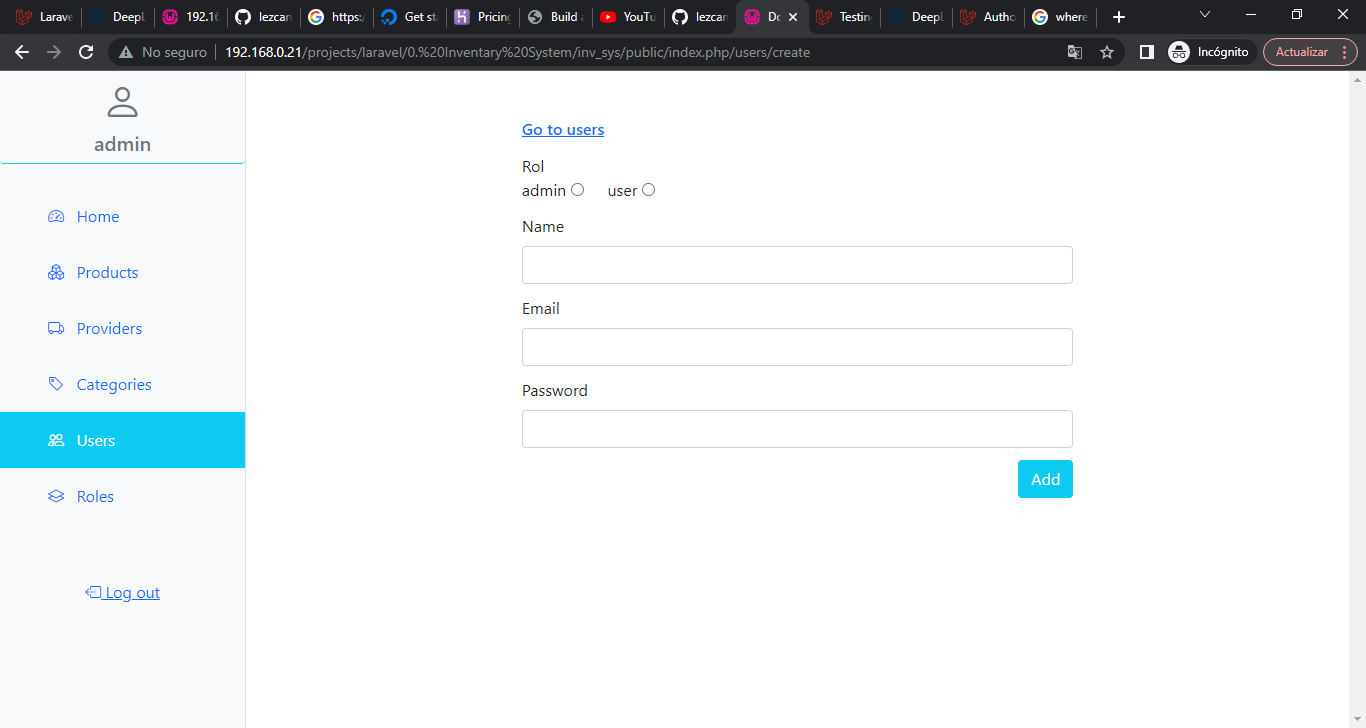 Larave
DeepL
192.16
lezcan
https:/
Get sta
Pricing
Build a
YouTu
lezcan
Do
Testin
DeepL
Autho
where
No seguro
192.168.0.21/projects/laravel/0.%20Inventary%20System/inv_sys/public/index.php/users/create
Incógnito
Actualizar
admin
Home
Products
Providers
Categories
Users
Roles
Log out
Go to users
Rol
admin user
Name
Email
Password
Add